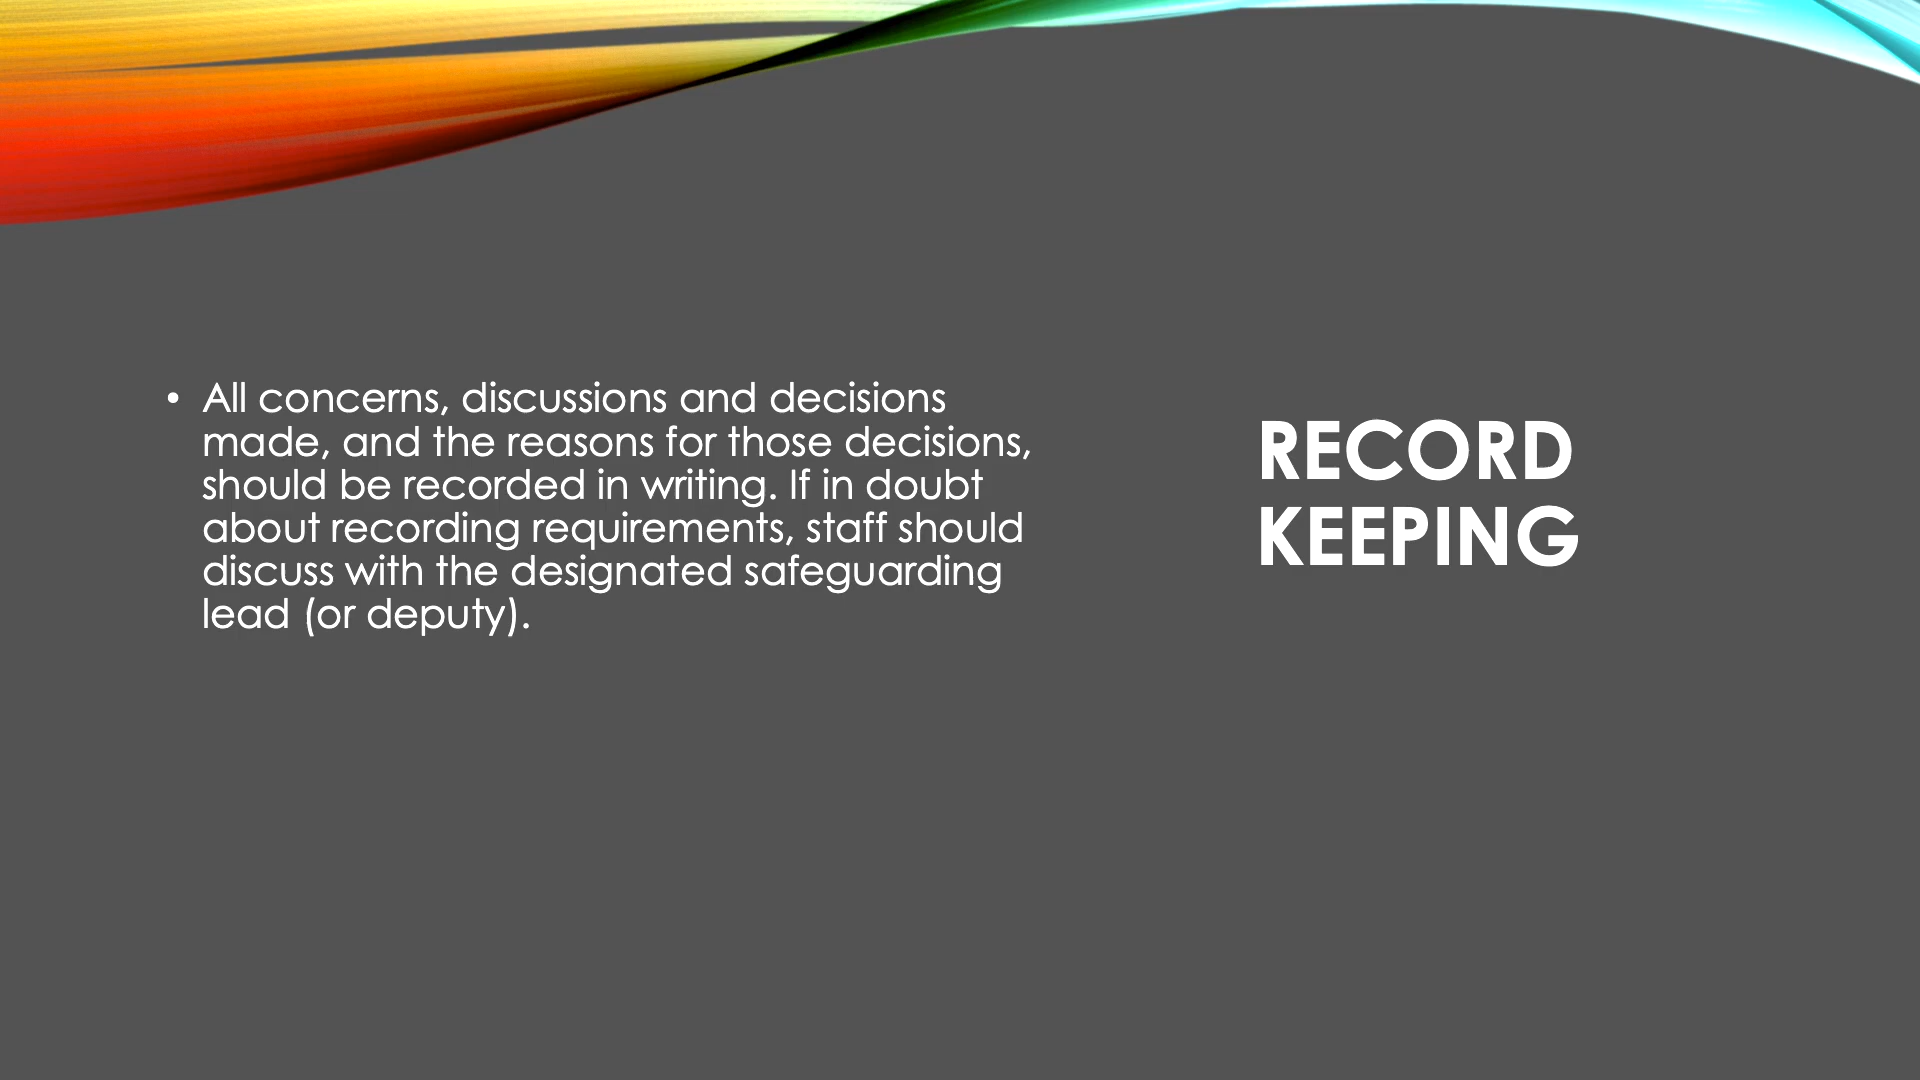 • All concerns, discussions and decisions
made, and the reasons for those decisions,
should be recorded in writing. If in doubt
about recording requirements, staff should
discuss with the designated safeguarding
lead (or deputy).
RECORD
KEEPING